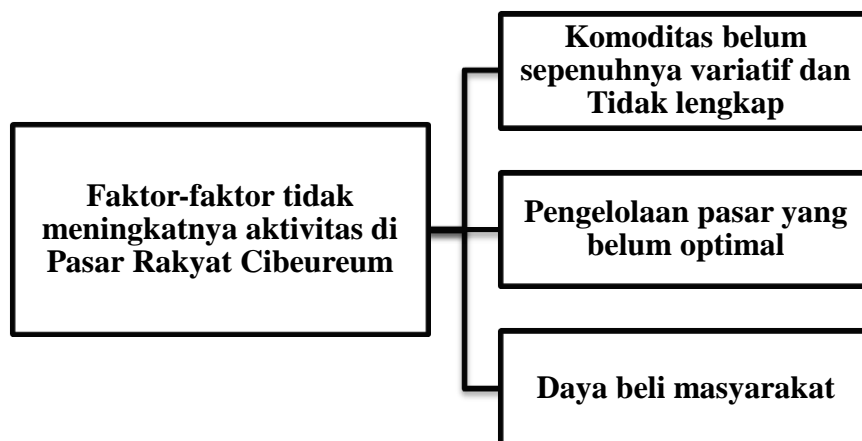 Faktor-faktor tidak
meningkatnya aktivitas di
Pasar Rakyat Cibeureum
Komoditas belum
sepenuhnya variatif dan
Tidak lengkap
Pengelolaan pasar yang
belum optimal
Daya beli masyarakat